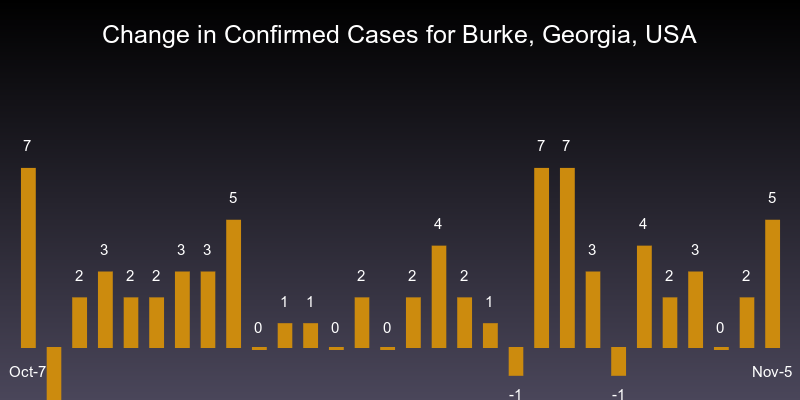 Change in Confirmed Cases for Burke, Georgia, USA
7 2 3 2 2 3 3 5 0 1 1 0 2 0 2 4 2 1 -1 7 7 3 -1 4 2 3 0 2 5
Oct-7 Nov-5